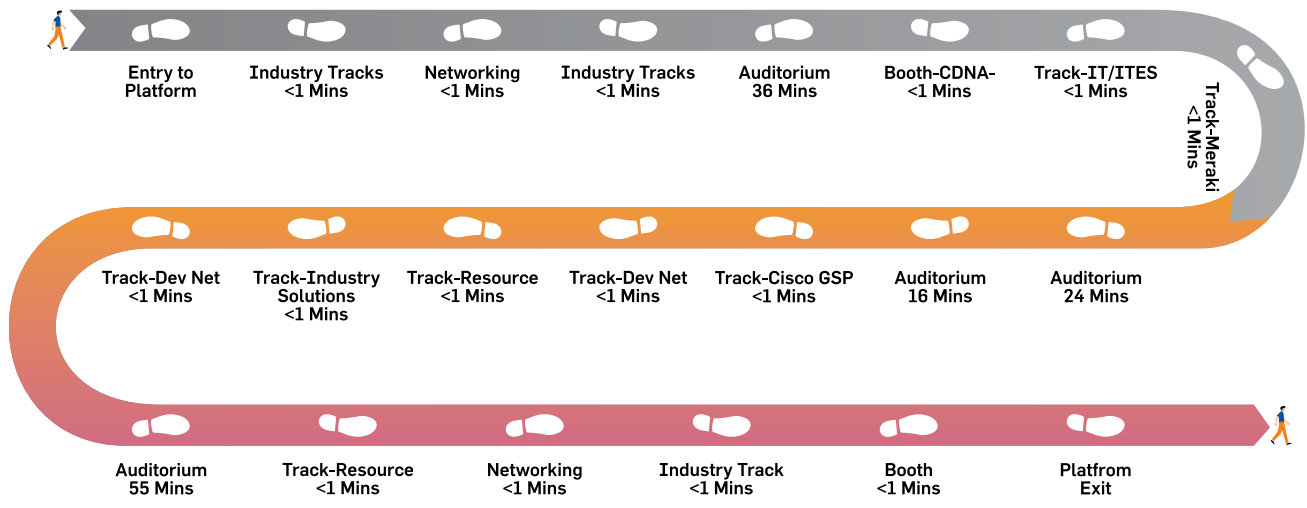 Entry to
Platform
Industry Tracks
<1 Mins
Networking
<1 Mins
Industry Tracks
<1 Mins
Auditorium
36 Mins
Booth-CDNA-
<1 Mins
Track-IT/ITES
<1 Mins
Track-Meraki
<1 Mins
Auditorium
24 Mins
Auditorium
16 Mins
Track-Cisco GSP
<1 Mins
Track-Dev Net
<1 Mins
Track-Resource
<1 Mins
Track-Industry
Solutions
<1 Mins
Track-Dev Net
<1 Mins
Auditorium
55 Mins
Track-Resource
<1 Mins
Networking
<1 Mins
Industry Track
<1 Mins
Booth
<1 Mins
Platfrom
Exit